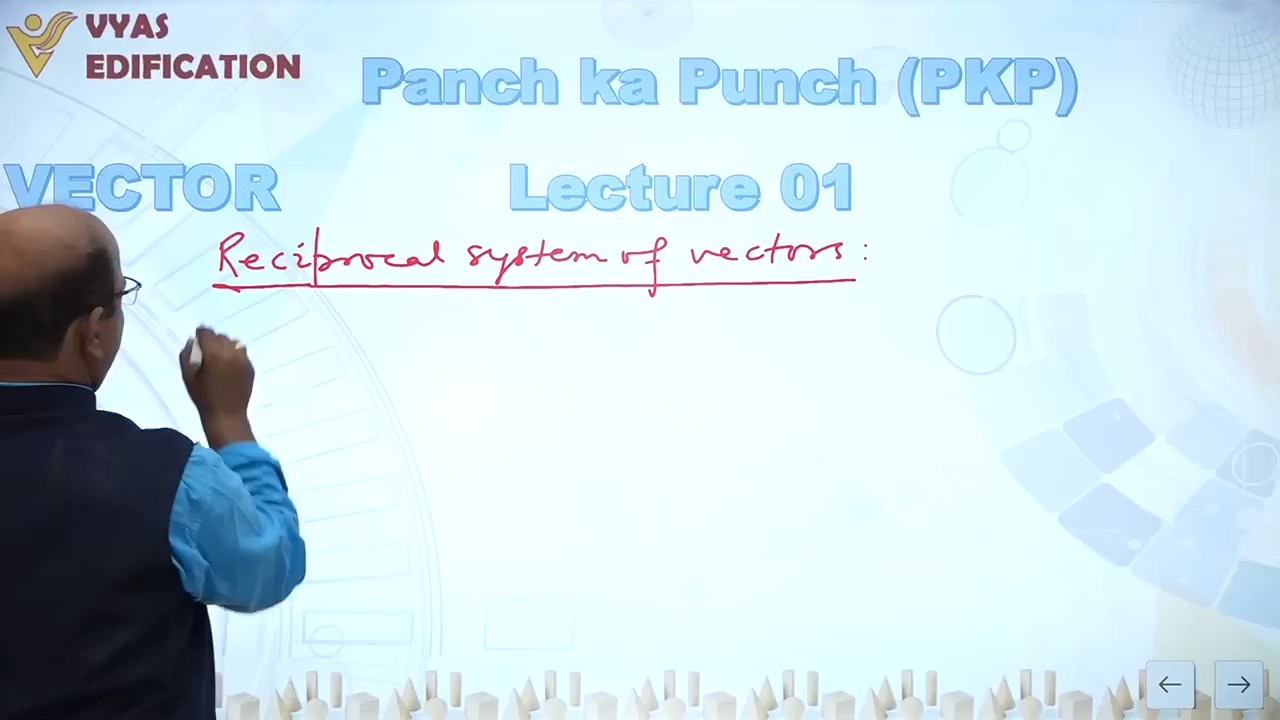 VYAS
EDIFICATION
Panch ka Punch (PKP)
VECTOR Lecture 01
Reciprocal system of vectors :